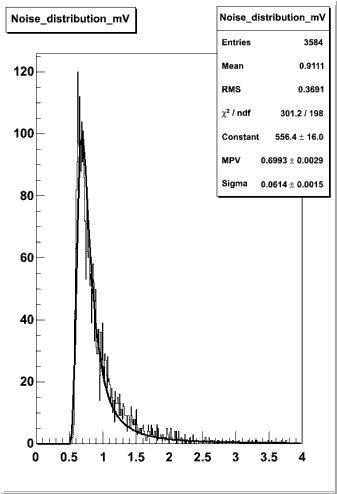 Noise_distribution_mV
Noise_distribution_mV
Entries 3584
Mean 0.9111
RMS 0.3691
χ² / ndf 301.2 / 198
Constant 556.4 ± 16.0
MPV 0.6993 ± 0.0029
Sigma 0.0614 ± 0.0015
120
100
80
60
40
20
0
0 0.5 1 1.5 2 2.5 3 3.5 4